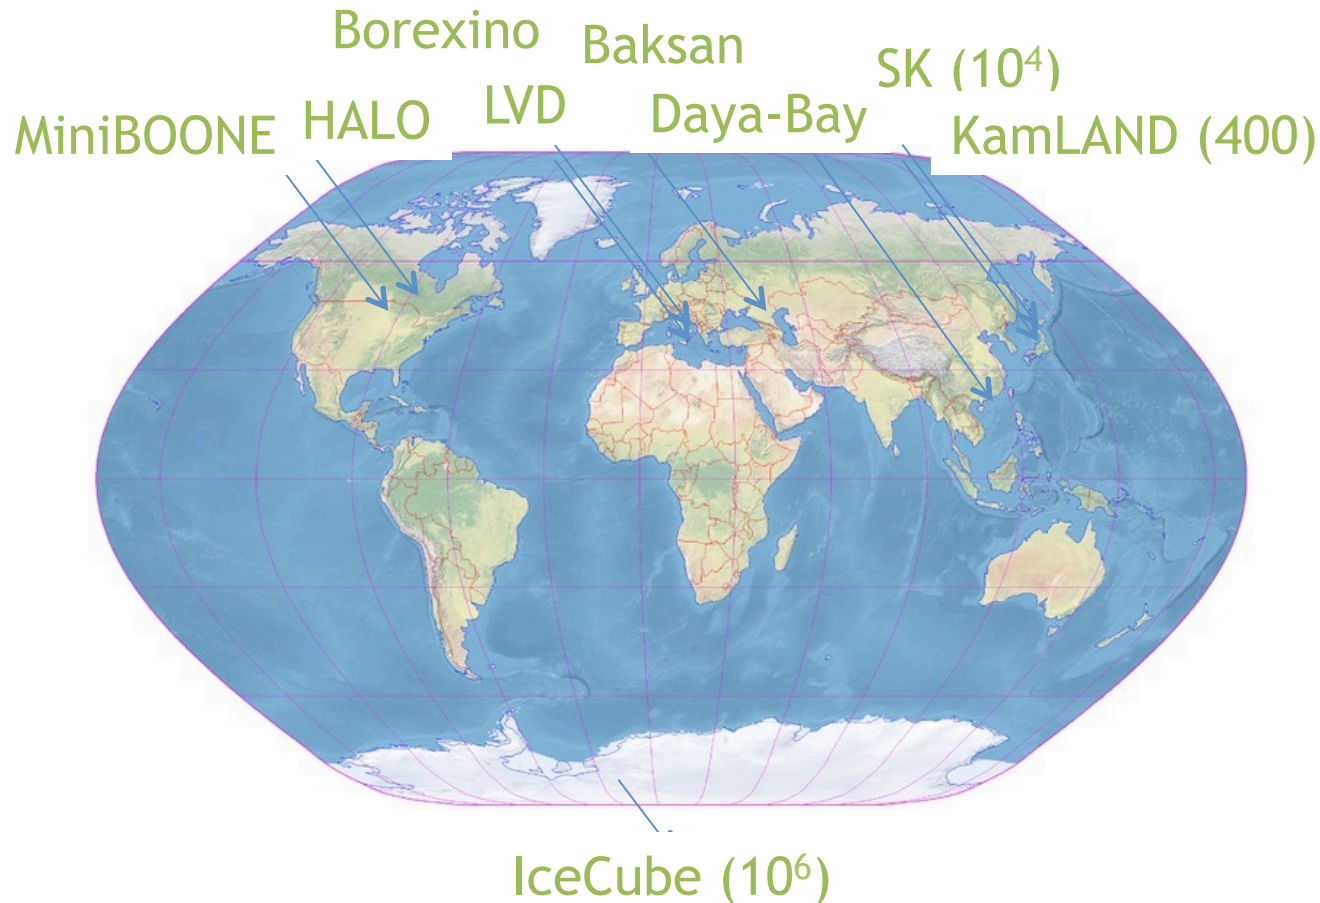 Borexino
Baksan
SK (10⁴)
MiniBOONE
HALO
LVD
Daya-Bay
KamLAND (400)
IceCube (10⁶)